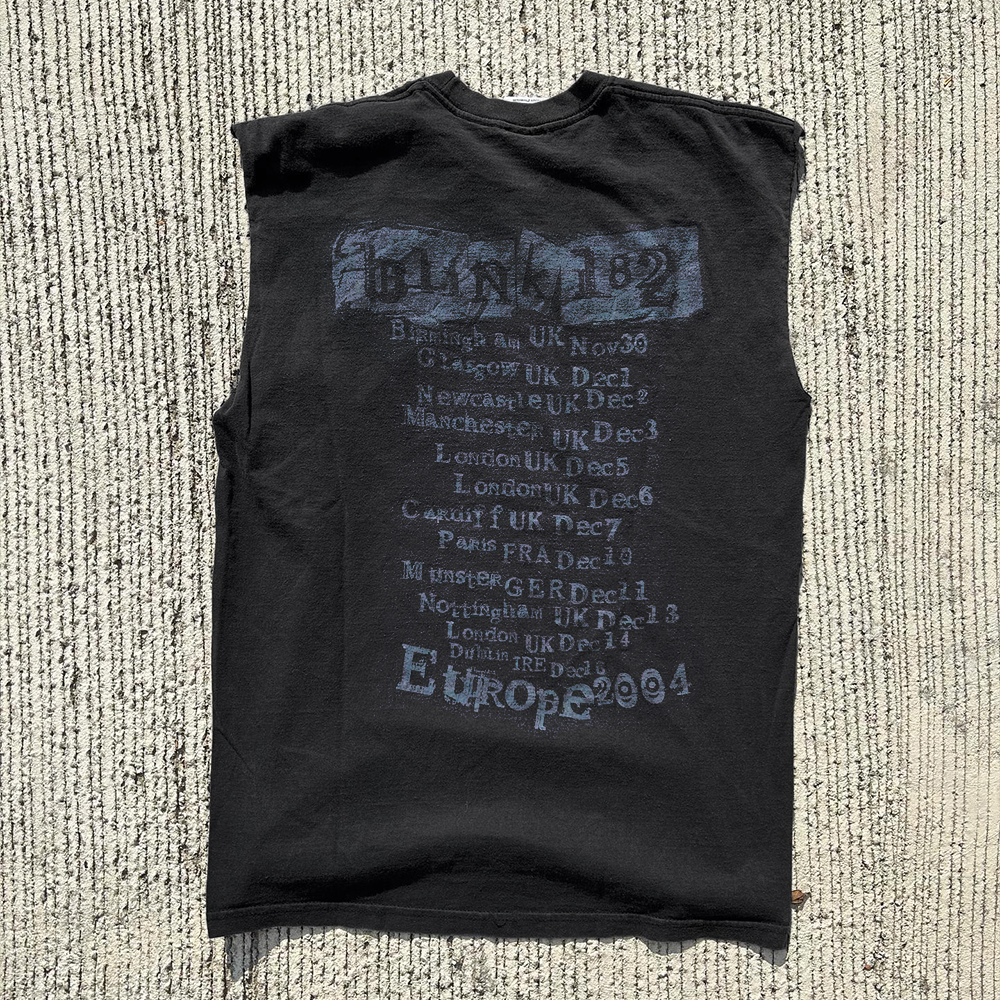 BLiNk 182
Birmingham UK Nov30
Glasgow UK Dec1
Newcastle UK Dec2
Manchester UK Dec3
London UK Dec5
London UK Dec6
Cardiff UK Dec7
Paris FRA Dec10
Munster GER Dec11
Nottingham UK Dec13
London UK Dec14
Dublin IRE
Europe 2004